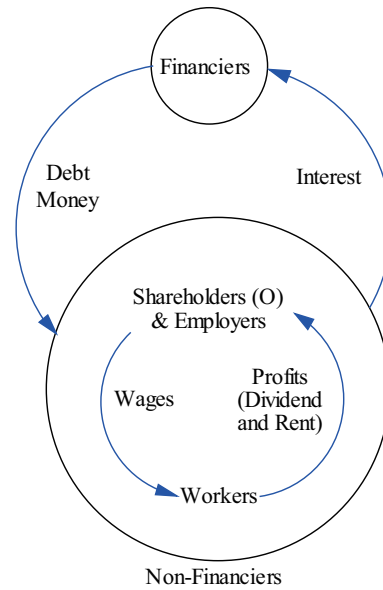 Financiers
Debt
Money
Interest
Shareholders (O)
& Employers
Wages
Profits
(Dividend
and Rent)
Workers
Non-Financiers